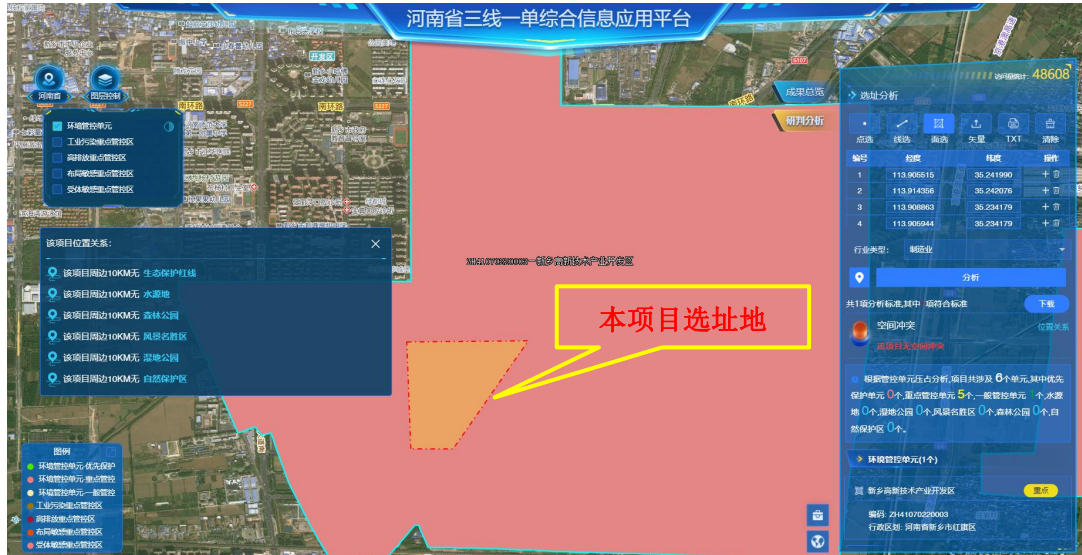 河南省三线一单综合信息应用平台
访问量统计: 48608
河南省
图层控制
成果总览
研判分析
环境管控单元
工业污染重点管控区
高排放重点管控区
布局敏感重点管控区
受体敏感重点管控区
开发区
南环路
S227
南环路
S227
G107
该项目位置关系:
该项目周边10KM无 生态保护红线
该项目周边10KM无 水源地
该项目周边10KM无 森林公园
该项目周边10KM无 风景名胜区
该项目周边10KM无 湿地公园
该项目周边10KM无 自然保护区
新乡高新技术产业开发区
本项目选址地
图例
环境管控单元-优先保护
环境管控单元-重点管控
环境管控单元-一般管控
工业污染重点管控区
高排放重点管控区
布局敏感重点管控区
受体敏感重点管控区
选址分析
点选 线选 面选 矢量 TXT 清除
编号 经度 纬度 操作
1 113.905515 35.241990
2 113.914356 35.242076
3 113.908863 35.234179
4 113.905944 35.234179
行业类型: 制造业
分析
共1项分析标准,其中 项符合标准
下载
空间冲突
位置关系
该项目无空间冲突
根据管控单元压占分析,项目共涉及 6个单元,其中优先
保护单元 0个,重点管控单元 5个,一般管控单元 1个,水源
地 0个,湿地公园 0个,风景名胜区 0个,森林公园 0个,自
然保护区 0个。
环境管控单元(1个)
新乡高新技术产业开发区
重点
编码: ZH41070220003
行政区划: 河南省新乡市红旗区